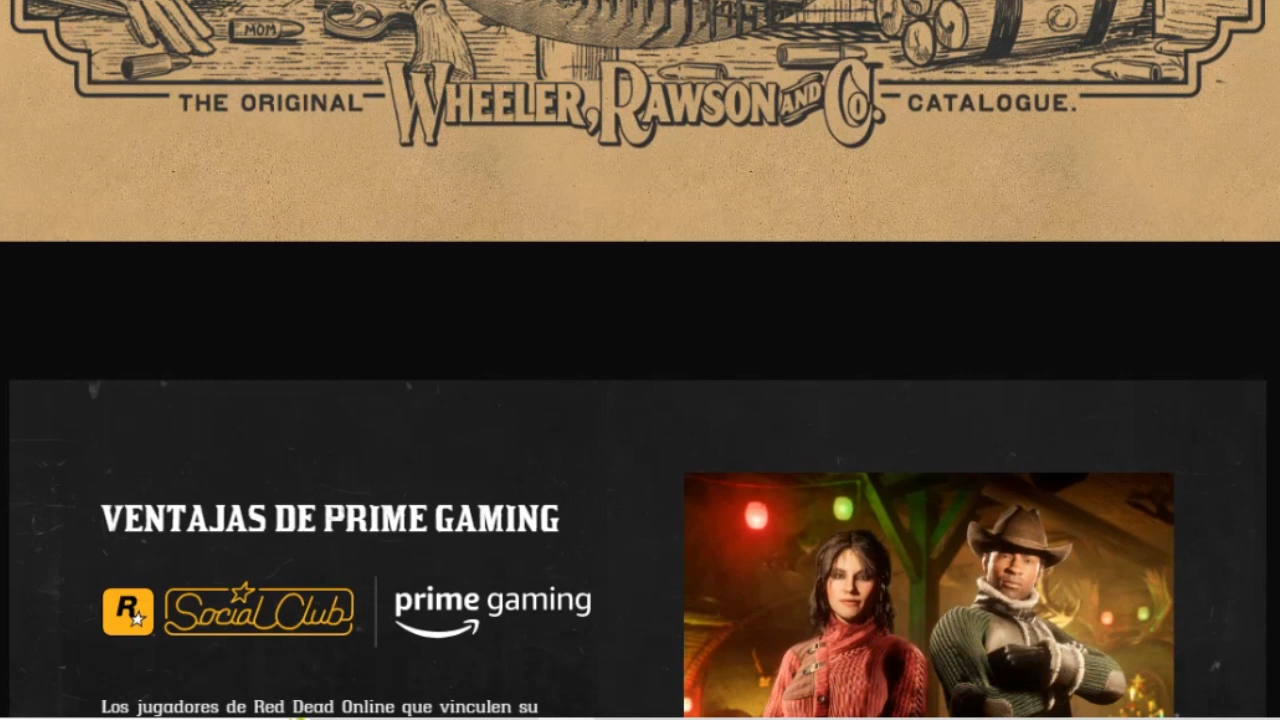 MOM
THE ORIGINAL WHEELER, RAWSON AND CO. CATALOGUE.
VENTAJAS DE PRIME GAMING
R Social Club prime gaming
Los jugadores de Red Dead Online que vinculen su